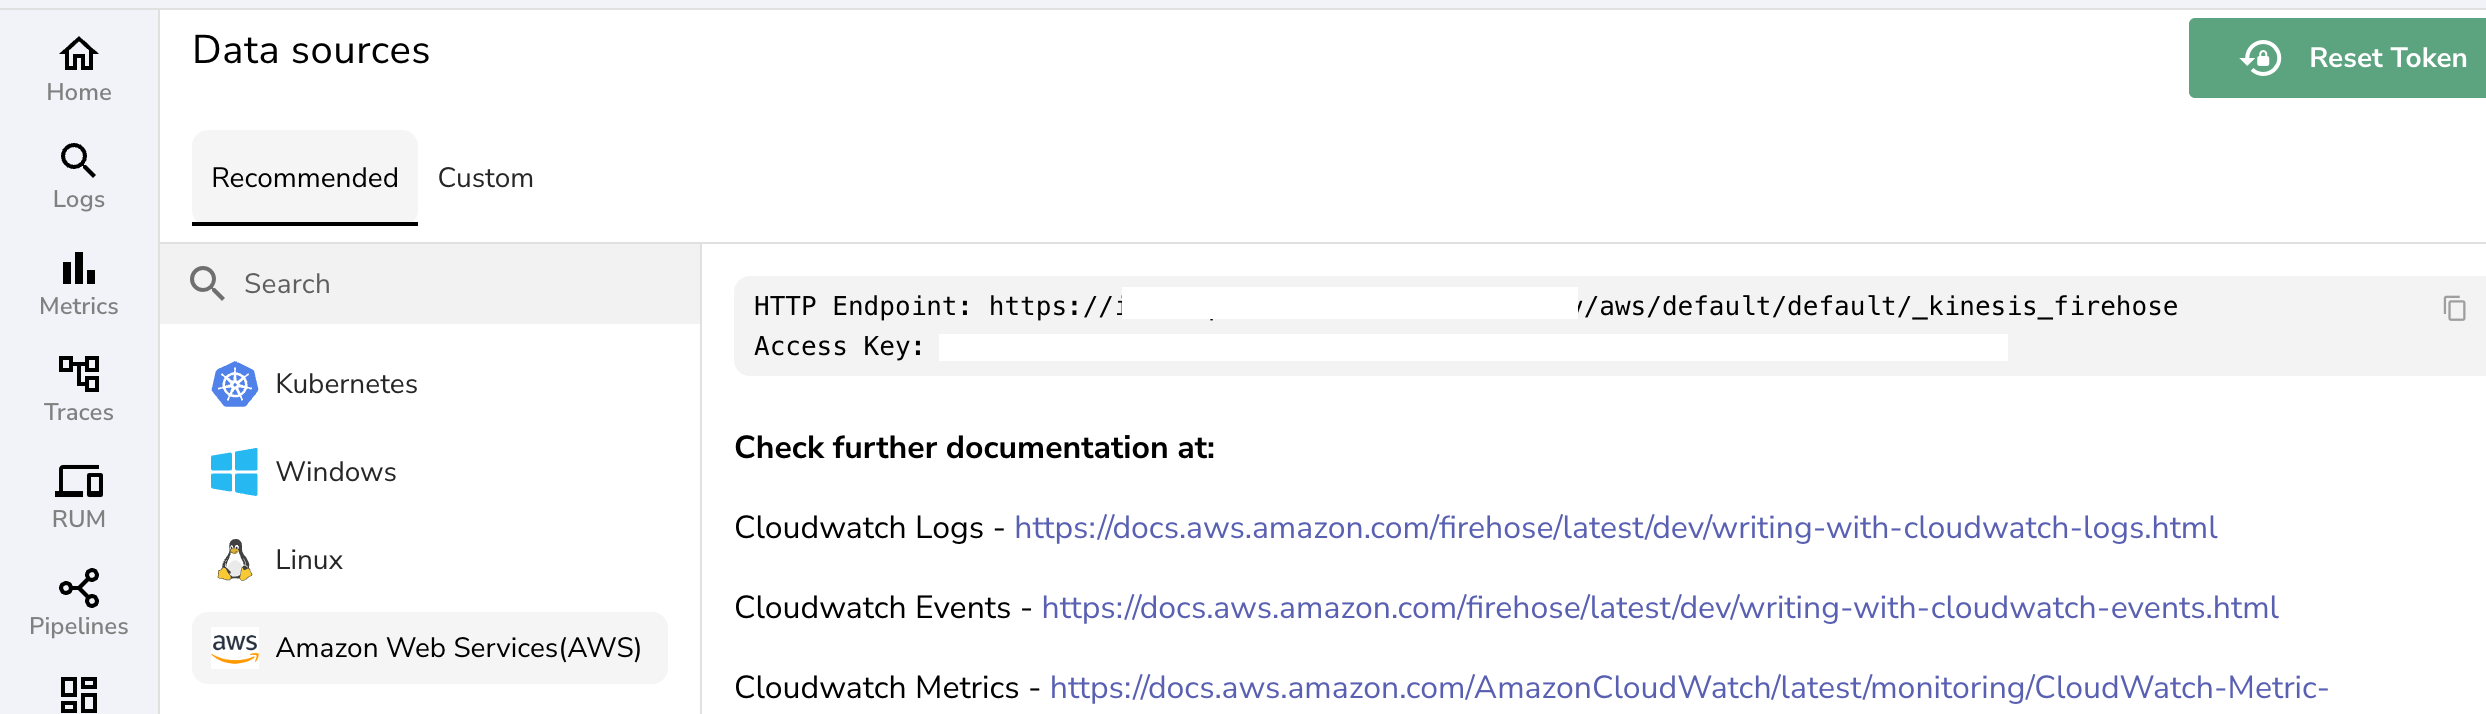 Data sources
Reset Token
Home
Logs
Metrics
Traces
RUM
Pipelines
Recommended
Custom
Search
Kubernetes
Windows
Linux
aws
Amazon Web Services(AWS)
HTTP Endpoint: https:// /aws/default/default/_kinesis_firehose
Access Key:
Check further documentation at:
Cloudwatch Logs - https://docs.aws.amazon.com/firehose/latest/dev/writing-with-cloudwatch-logs.html
Cloudwatch Events - https://docs.aws.amazon.com/firehose/latest/dev/writing-with-cloudwatch-events.html
Cloudwatch Metrics - https://docs.aws.amazon.com/AmazonCloudWatch/latest/monitoring/CloudWatch-Metric-